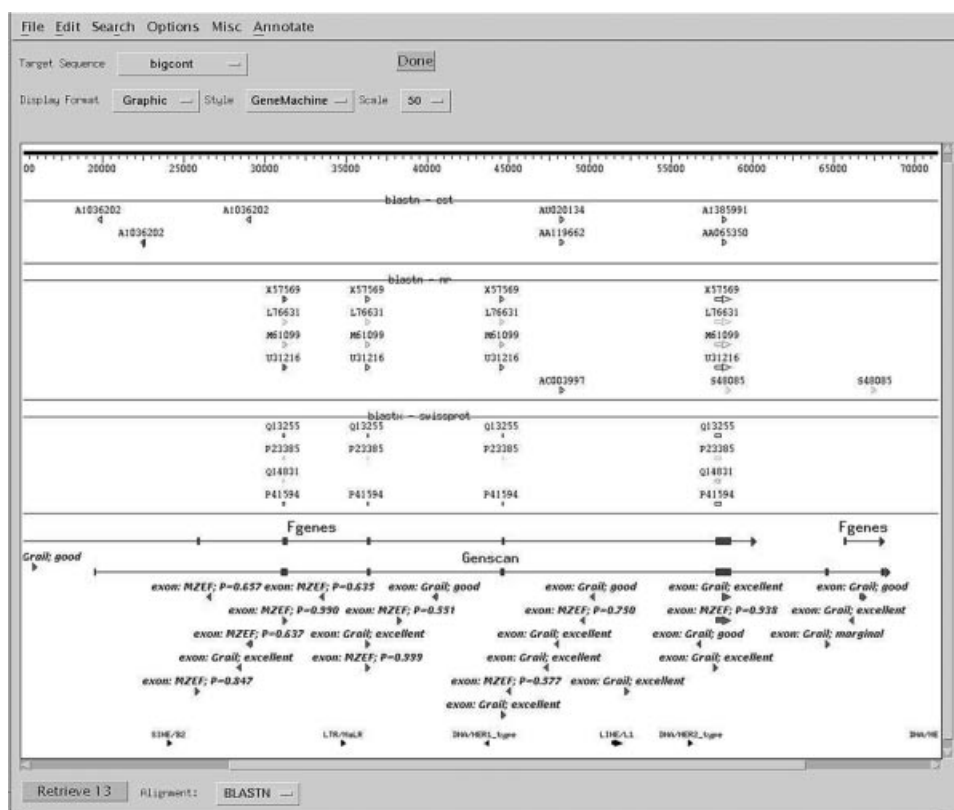 File Edit Search Options Misc Annotate
Target Sequence bigcont Done
Display Format Graphic Style GeneMachine Scale 50
00 20000 25000 30000 35000 40000 45000 50000 55000 60000 65000 70000
blastn - est
AI036202 AI036202 AU020134 AI385991
AI036202 AA119662 AA065350
blastn - nr
X57569 X57569 X57569 X57569
L76631 L76631 L76631 L76631
M61099 M61099 M61099 M61099
U31216 U31216 U31216 U31216
AC003997 S48085 S48085
blastx - swissprot
Q13255 Q13255 Q13255 Q13255
P23385 P23385 P23385 P23385
Q14831 Q14831
P41594 P41594 P41594 P41594
Fgenes Fgenes
Grail; good Genscan
exon: MZEF; P=0.657 exon: MZEF; P=0.635 exon: Grail; good exon: Grail; good exon: Grail; excellent exon: Grail; good
exon: MZEF; P=0.990 exon: MZEF; P=0.551 exon: MZEF; P=0.750 exon: MZEF; P=0.938 exon: Grail; excellent
exon: MZEF; P=0.637 exon: Grail; excellent exon: Grail; excellent exon: Grail; good exon: Grail; marginal
exon: Grail; excellent exon: MZEF; P=0.999 exon: Grail; excellent exon: Grail; excellent
exon: MZEF; P=0.847 exon: MZEF; P=0.577 exon: Grail; excellent
exon: Grail; excellent
SINE/B2 LTR/MaLR DNA/MER1_type LINE/L1 DNA/MER2_type DNA/ME
Retrieve 13 Alignment: BLASTN